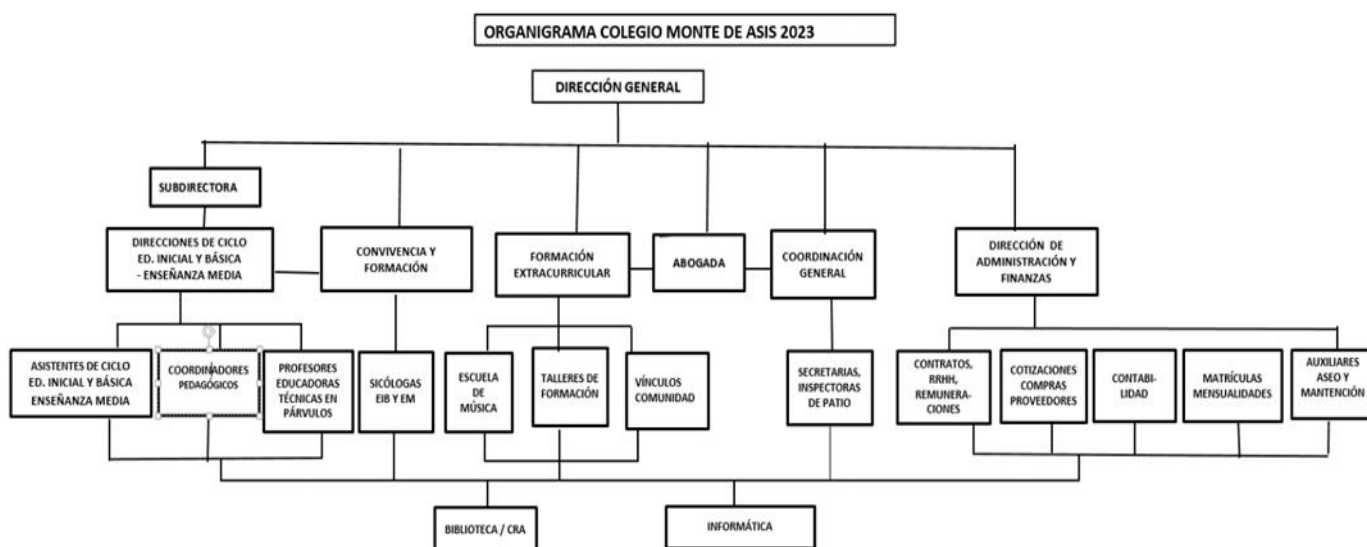 ORGANIGRAMA COLEGIO MONTE DE ASIS 2023
DIRECCIÓN GENERAL
SUBDIRECTORA
DIRECCIONES DE CICLO
ED. INICIAL Y BÁSICA
- ENSEÑANZA MEDIA
CONVIVENCIA Y
FORMACIÓN
FORMACIÓN
EXTRACURRICULAR
ABOGADA
COORDINACIÓN
GENERAL
DIRECCIÓN DE
ADMINISTRACIÓN Y
FINANZAS
ASISTENTES DE CICLO
ED. INICIAL Y BÁSICA
ENSEÑANZA MEDIA
COORDINADORES
PEDAGÓGICOS
PROFESORES
EDUCADORAS
TÉCNICAS EN
PÁRVULOS
SICÓLOGAS
EIB Y EM
ESCUELA
DE
MÚSICA
TALLERES DE
FORMACIÓN
VÍNCULOS
COMUNIDAD
SECRETARIAS,
INSPECTORAS
DE PATIO
CONTRATOS,
RRHH,
REMUNERA-
CIONES
COTIZACIONES
COMPRAS
PROVEEDORES
CONTABI-
LIDAD
MATRÍCULAS
MENSUALIDADES
AUXILIARES
ASEO Y
MANTENCIÓN
BIBLIOTECA / CRA
INFORMÁTICA